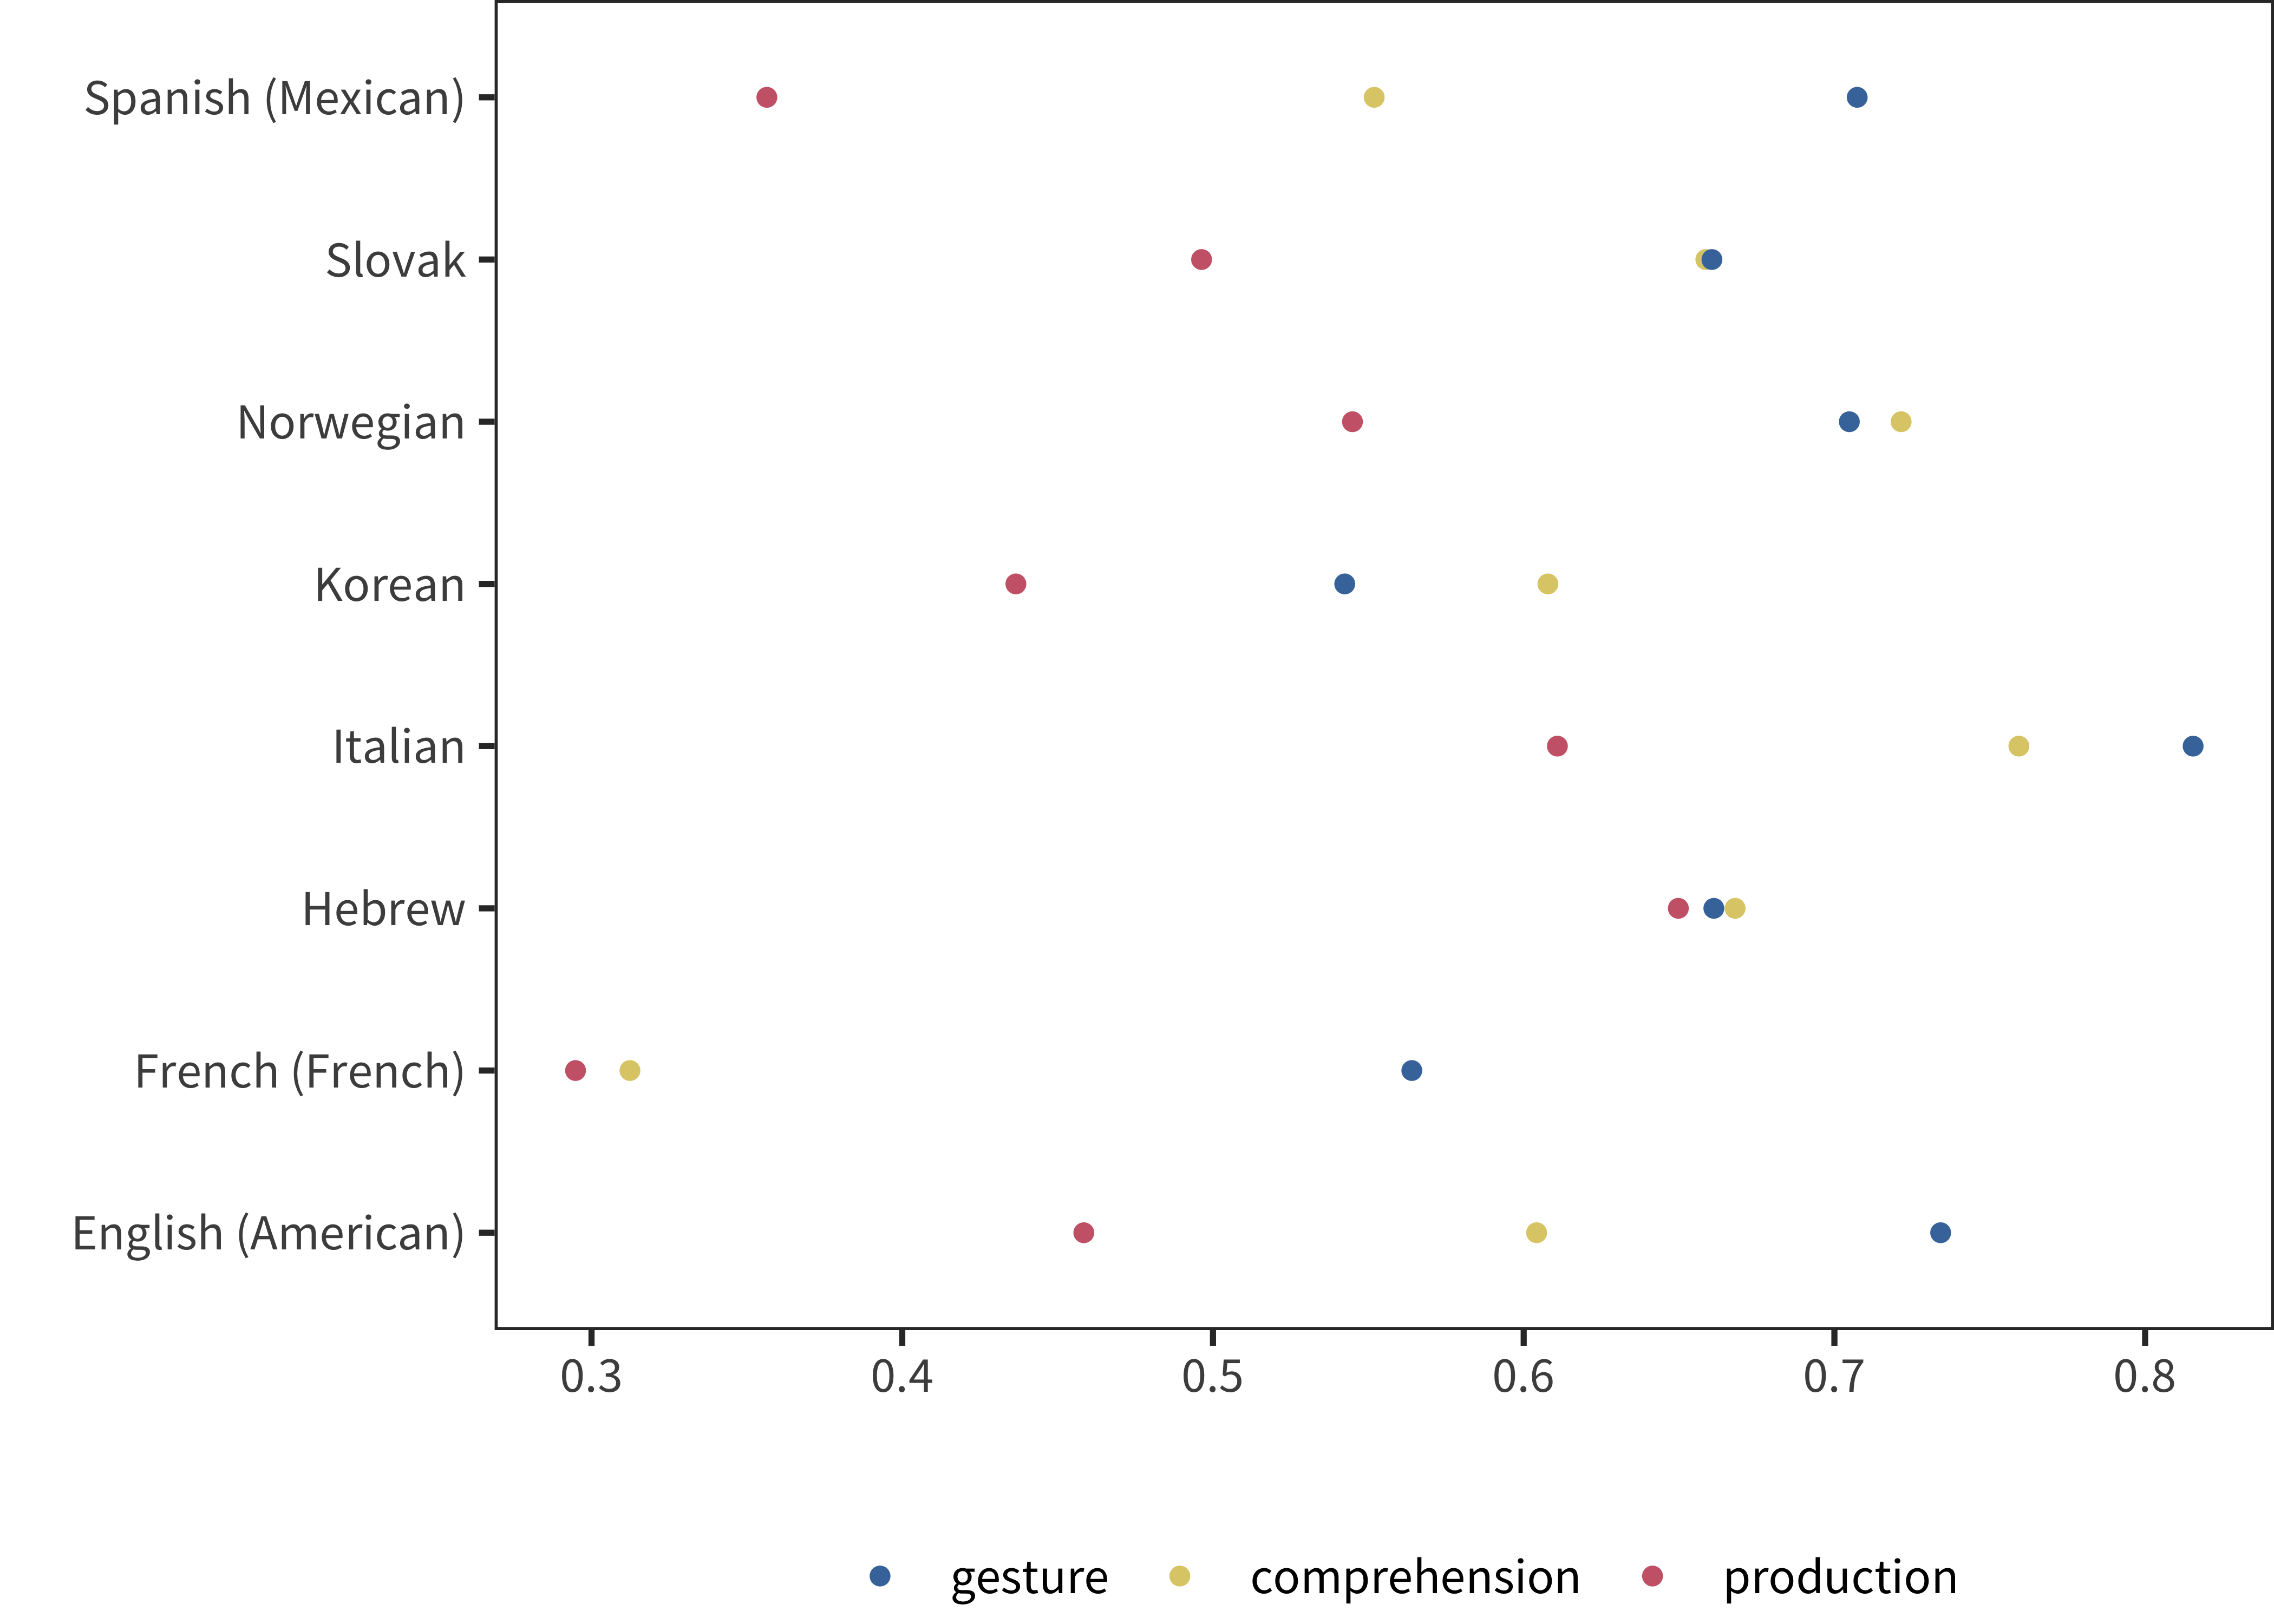 Spanish (Mexican)
Slovak
Norwegian
Korean
Italian
Hebrew
French (French)
English (American)
0.3 0.4 0.5 0.6 0.7 0.8
gesture comprehension production